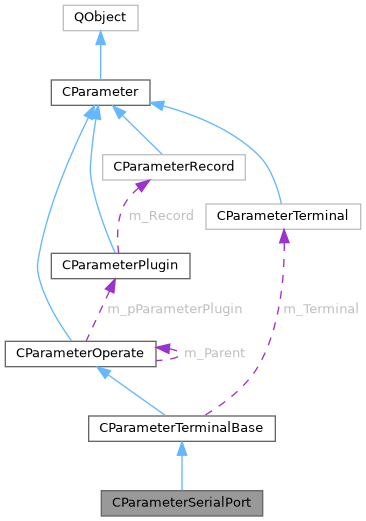 QObject
CParameter
CParameterRecord
CParameterTerminal
m_Record
CParameterPlugin
m_pParameterPlugin
m_Terminal
CParameterOperate
m_Parent
CParameterTerminalBase
CParameterSerialPort